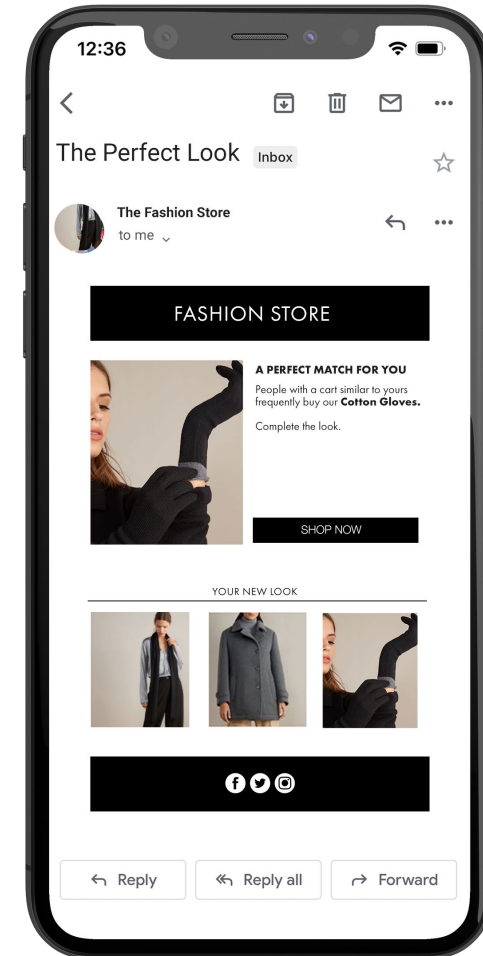 12:36
The Perfect Look Inbox
The Fashion Store
to me
FASHION STORE
A PERFECT MATCH FOR YOU
People with a cart similar to yours
frequently buy our Cotton Gloves.
Complete the look.
SHOP NOW
YOUR NEW LOOK
Reply Reply all Forward